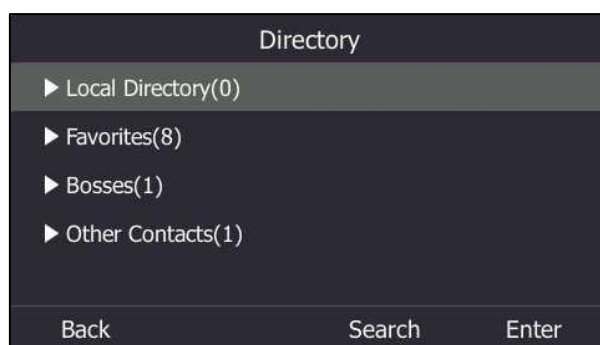 Directory
Local Directory(0)
Favorites(8)
Bosses(1)
Other Contacts(1)
Back Search Enter